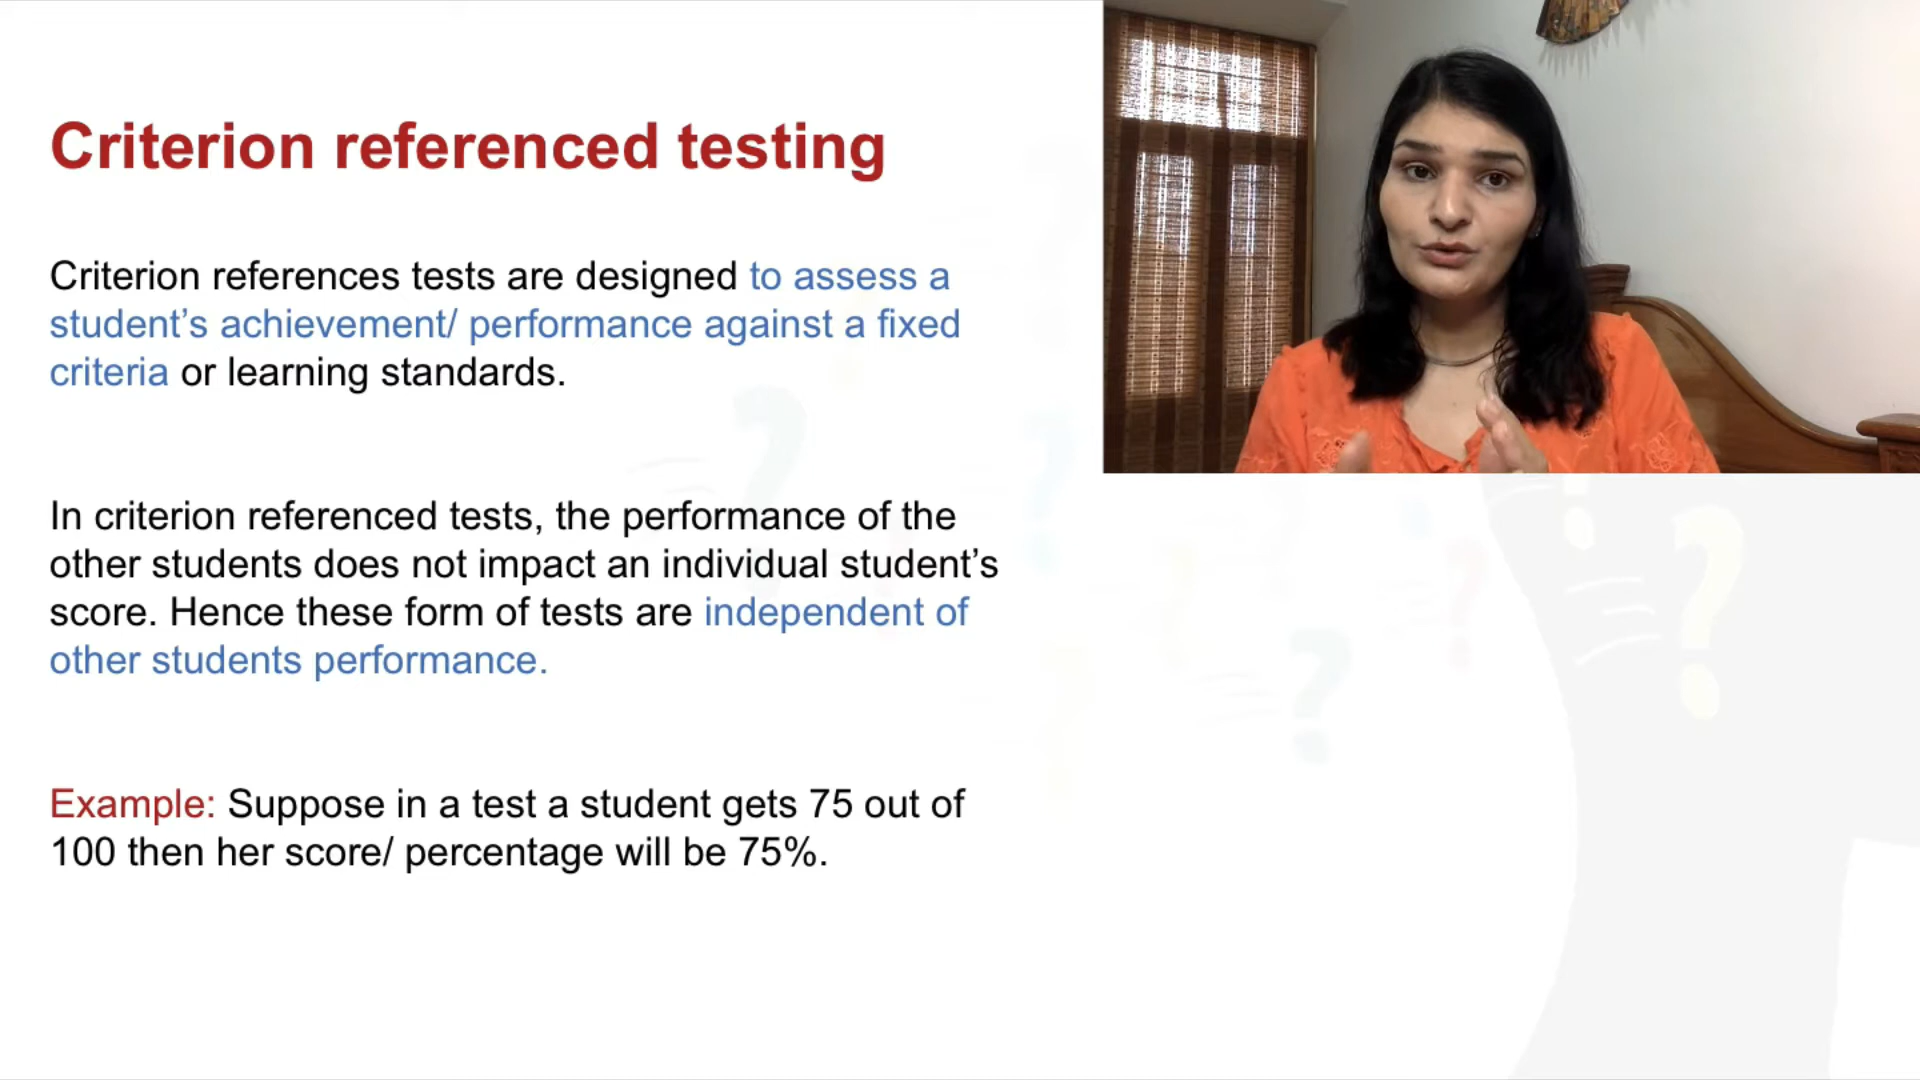 Criterion referenced testing
Criterion references tests are designed to assess a
student’s achievement/ performance against a fixed
criteria or learning standards.
In criterion referenced tests, the performance of the
other students does not impact an individual student’s
score. Hence these form of tests are independent of
other students performance.
Example: Suppose in a test a student gets 75 out of
100 then her score/ percentage will be 75%.